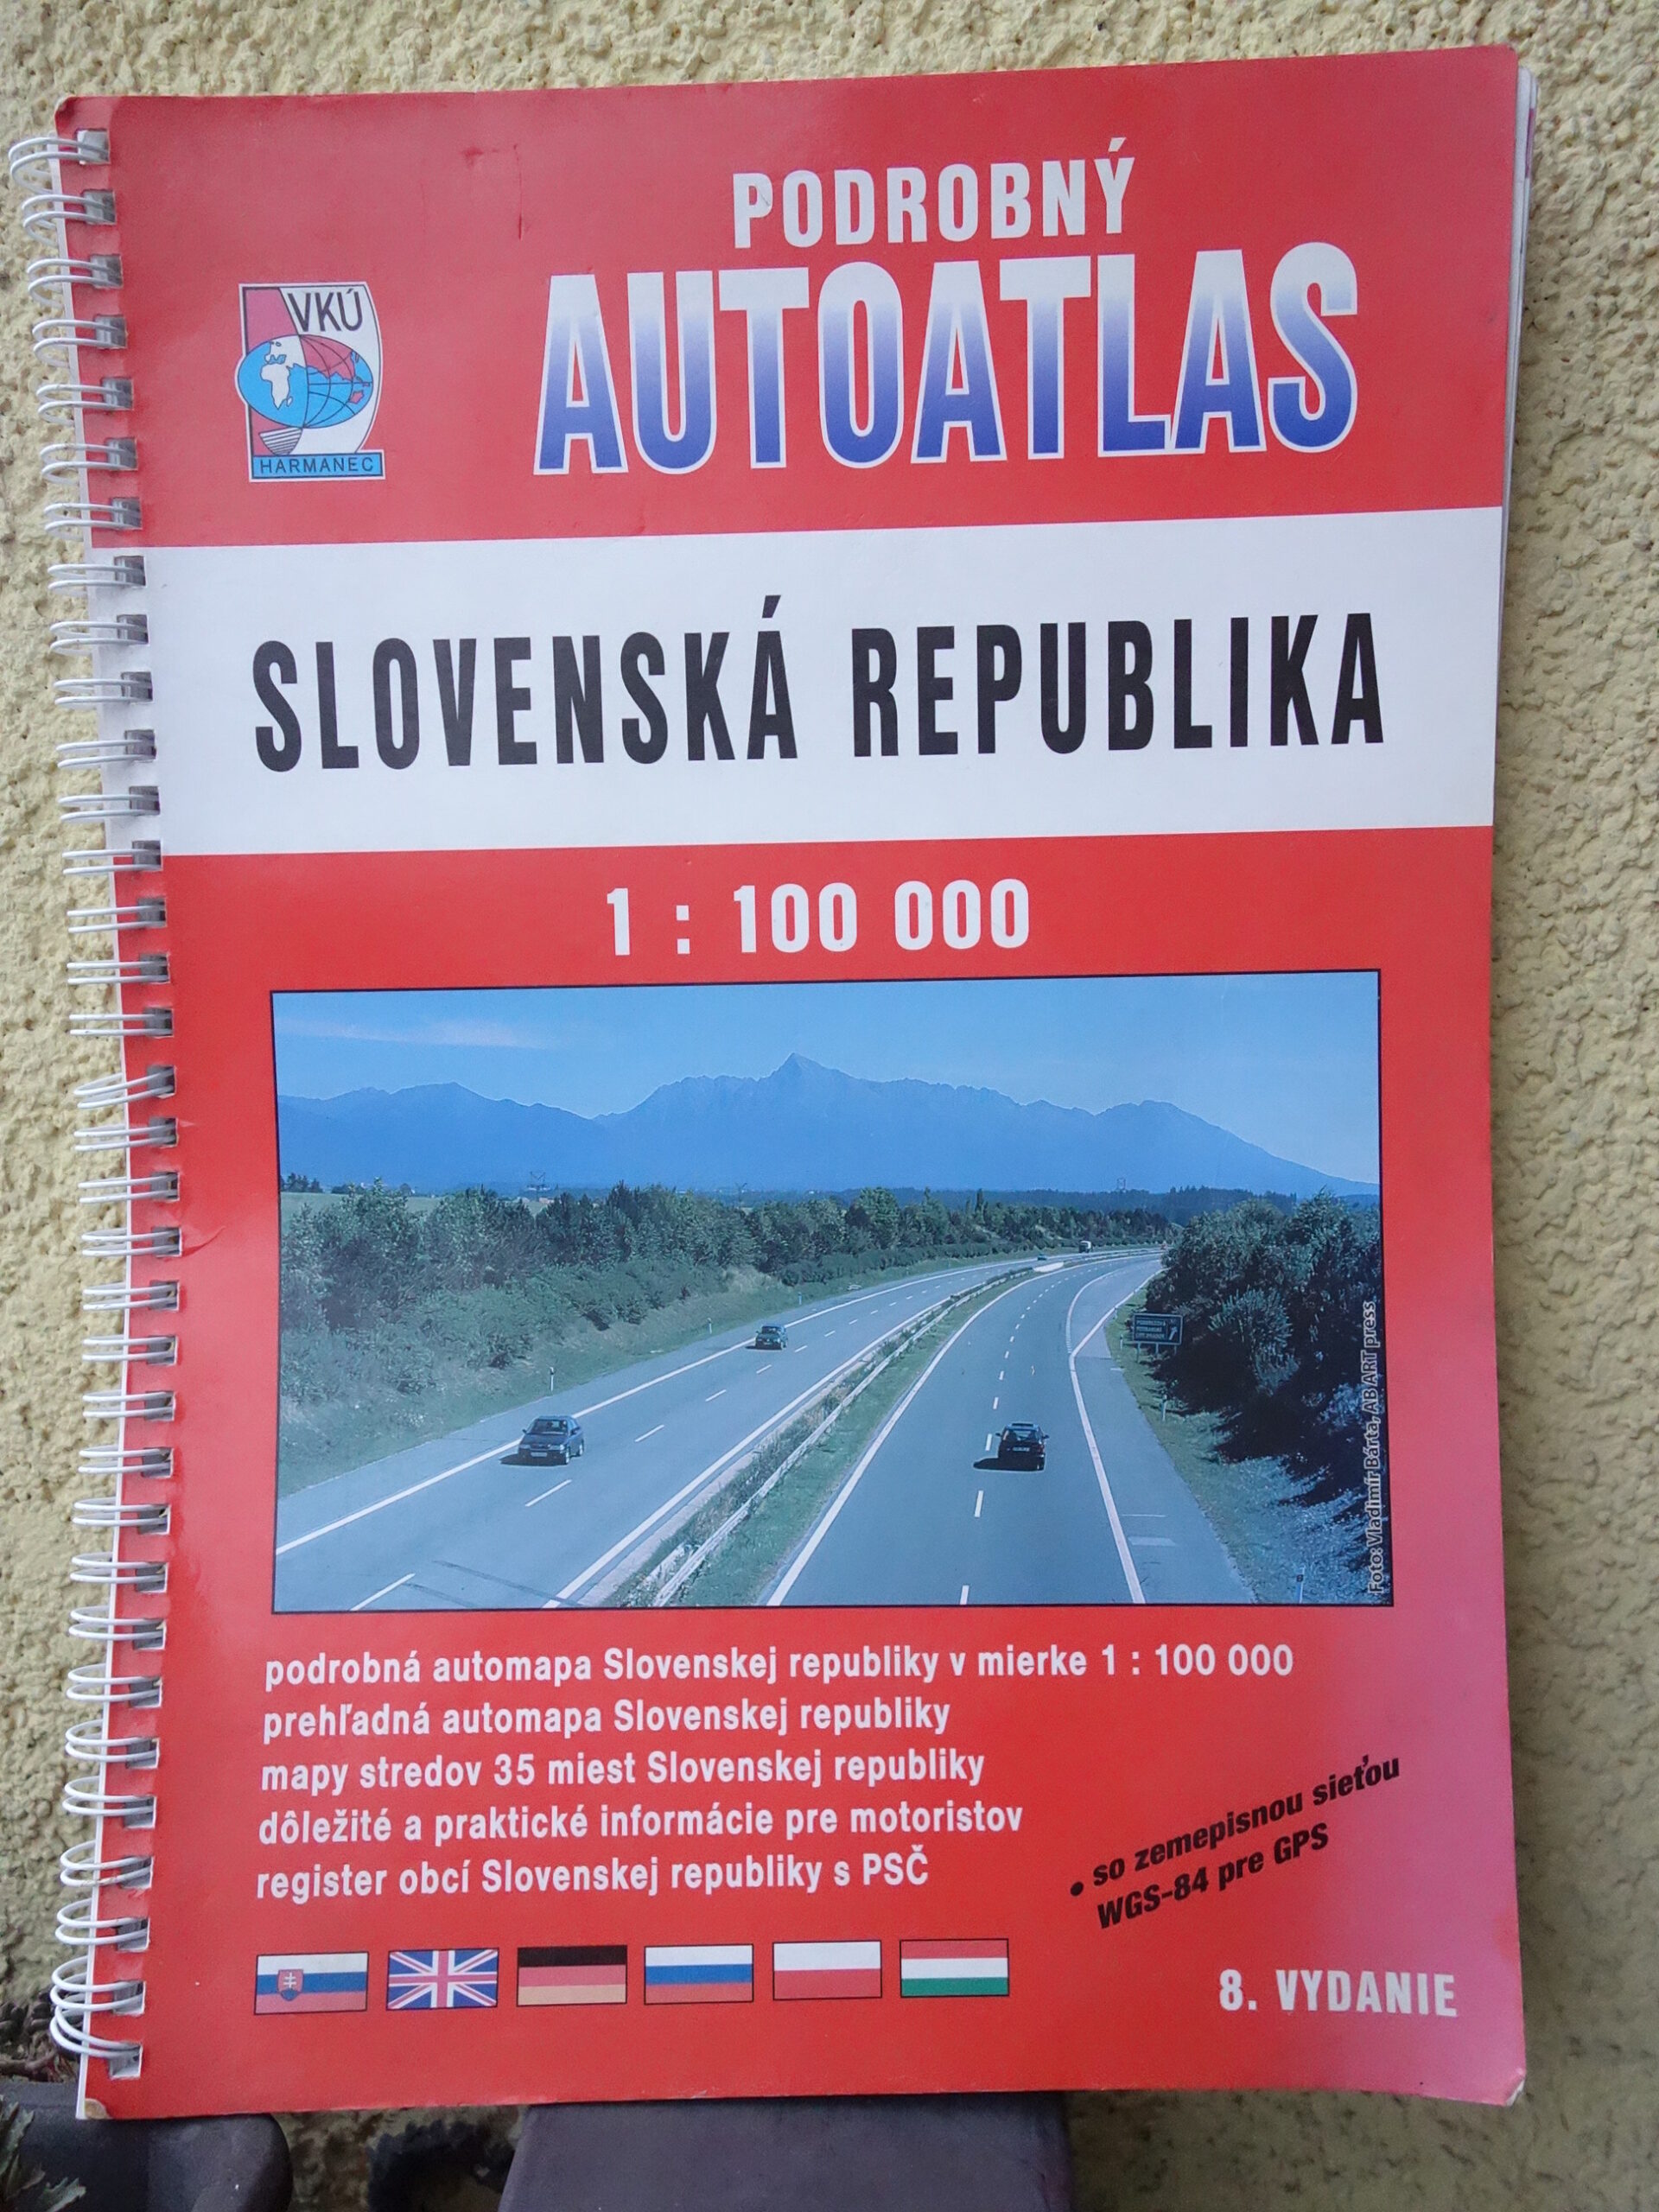 PODROBNÝ
AUTOATLAS
VKÚ
HARMANEC
SLOVENSKÁ REPUBLIKA
1 : 100 000
Foto: Vladimír Bárta, AB ART press
podrobná automapa Slovenskej republiky v mierke 1 : 100 000
prehľadná automapa Slovenskej republiky
mapy stredov 35 miest Slovenskej republiky
dôležité a praktické informácie pre motoristov
register obcí Slovenskej republiky s PSČ
• so zemepisnou sieťou
WGS-84 pre GPS
8. VYDANIE